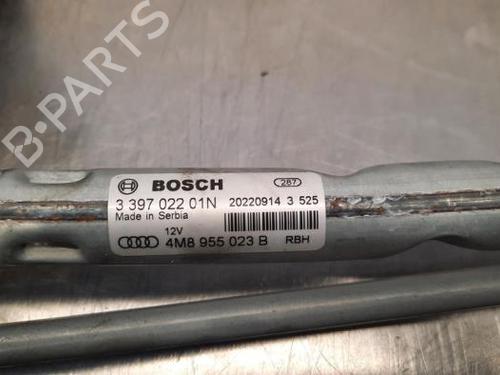 B-PARTS
BOSCH
287
3 397 022 01N
20220914 3 525
Made in Serbia
12V
4M8 955 023 B
RBH